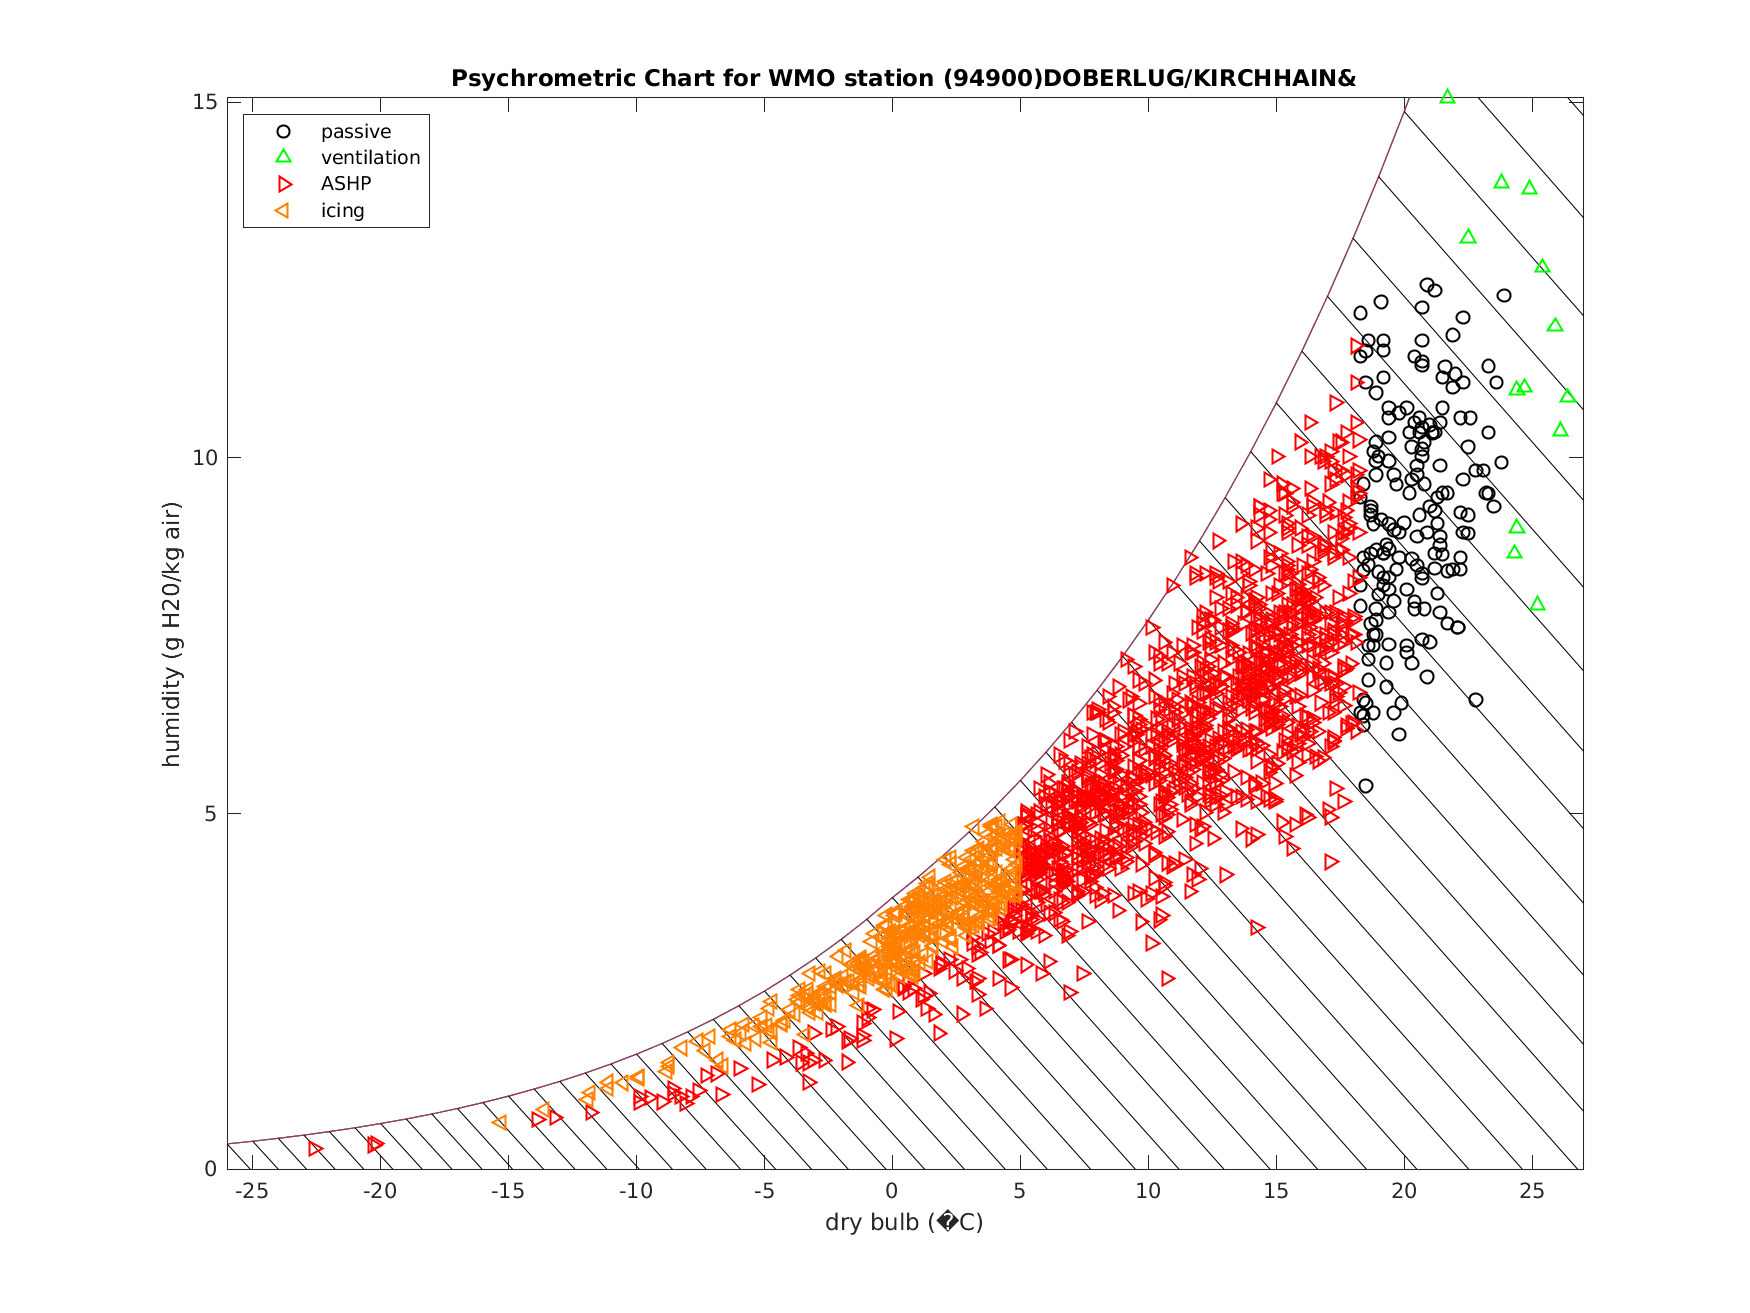 Psychrometric Chart for WMO station (94900)DOBERLUG/KIRCHHAIN&
passive
ventilation
ASHP
icing
humidity (g H20/kg air)
15
10
5
0
-25 -20 -15 -10 -5 0 5 10 15 20 25
dry bulb (�C)